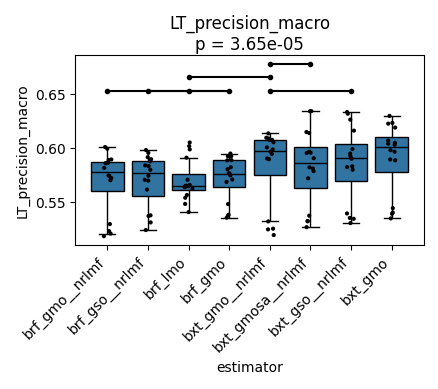 LT_precision_macro
p = 3.65e-05
LT_precision_macro
0.65
0.60
0.55
brf_gmo__nrlmf
brf_gso__nrlmf
brf_lmo
brf_gmo
bxt_gmo__nrlmf
bxt_gmosa__nrlmf
bxt_gso__nrlmf
bxt_gmo
estimator